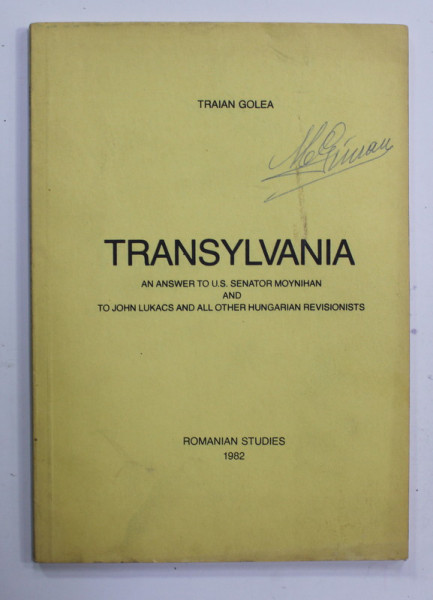 TRAIAN GOLEA
TRANSYLVANIA
AN ANSWER TO U.S. SENATOR MOYNIHAN
AND
TO JOHN LUKACS AND ALL OTHER HUNGARIAN REVISIONISTS
ROMANIAN STUDIES
1982